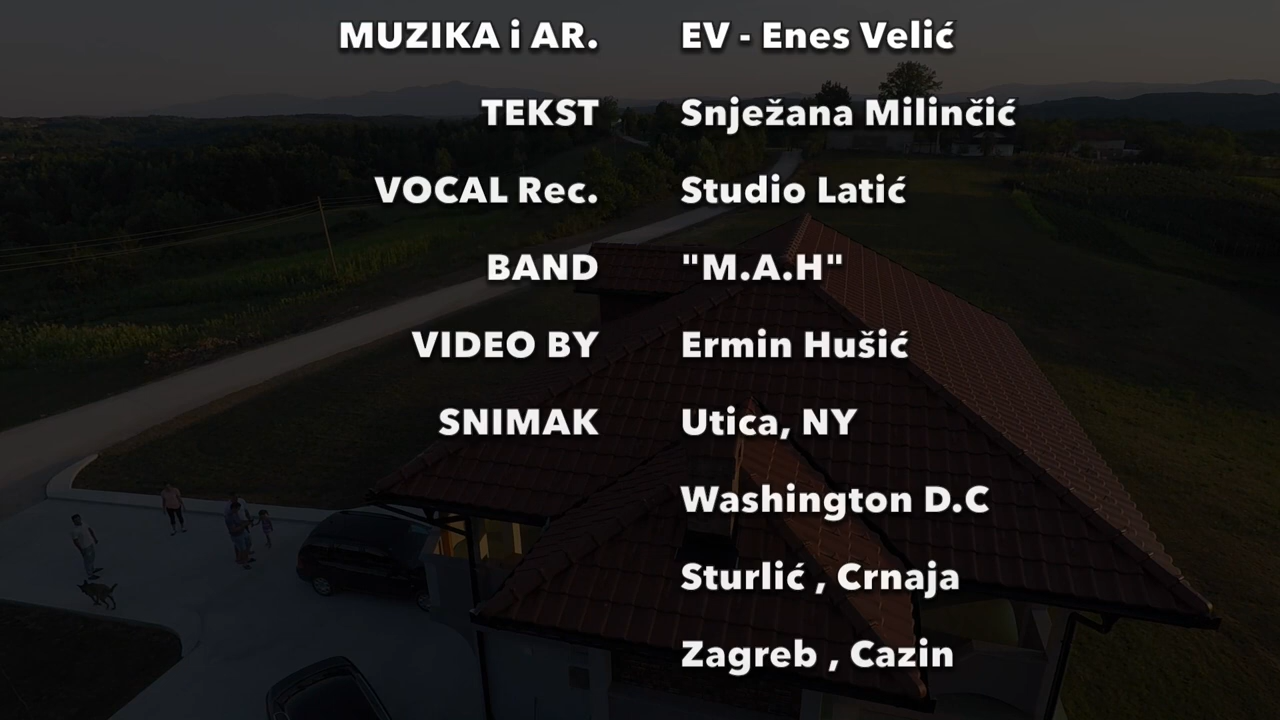 MUZIKA i AR. EV - Enes Velić
TEKST Snježana Milinčić
VOCAL Rec. Studio Latić
BAND "M.A.H"
VIDEO BY Ermin Hušić
SNIMAK Utica, NY
Washington D.C
Sturlić , Crnaja
Zagreb , Cazin